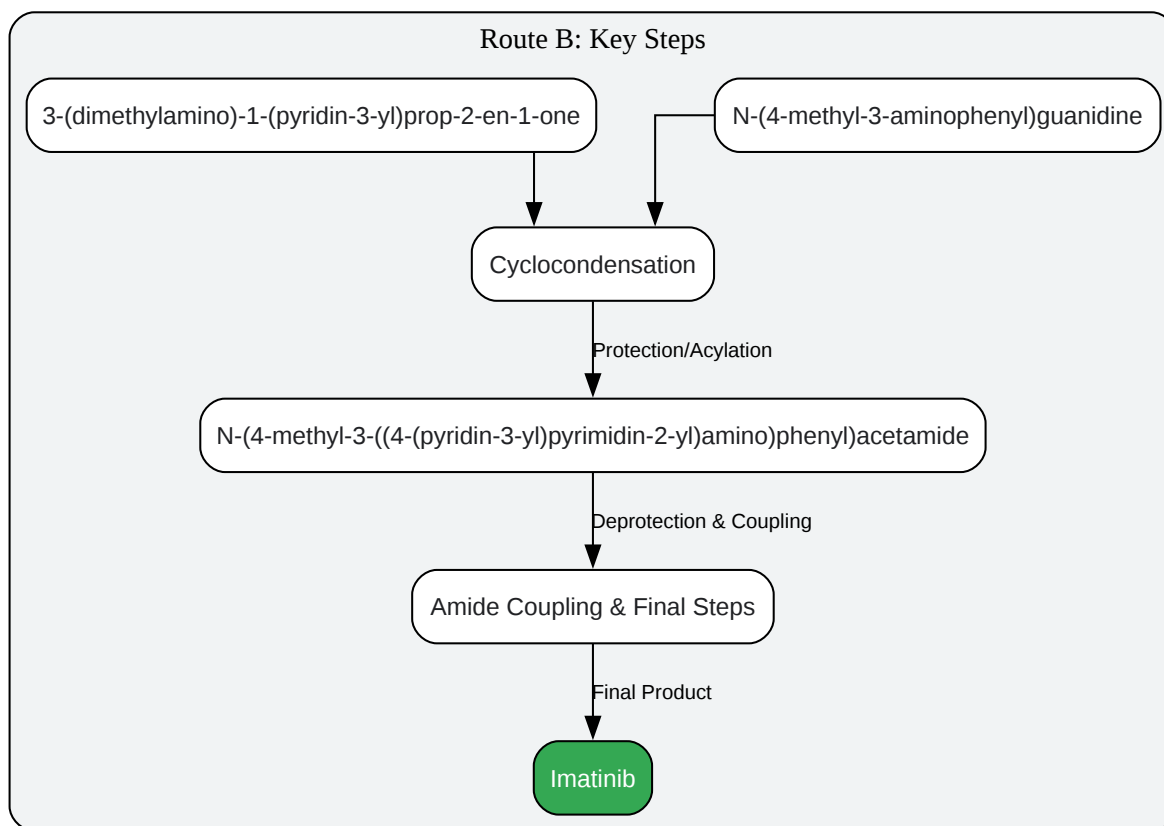 Route B: Key Steps
3-(dimethylamino)-1-(pyridin-3-yl)prop-2-en-1-one
N-(4-methyl-3-aminophenyl)guanidine
Cyclocondensation
Protection/Acylation
N-(4-methyl-3-((4-(pyridin-3-yl)pyrimidin-2-yl)amino)phenyl)acetamide
Deprotection & Coupling
Amide Coupling & Final Steps
Final Product
Imatinib